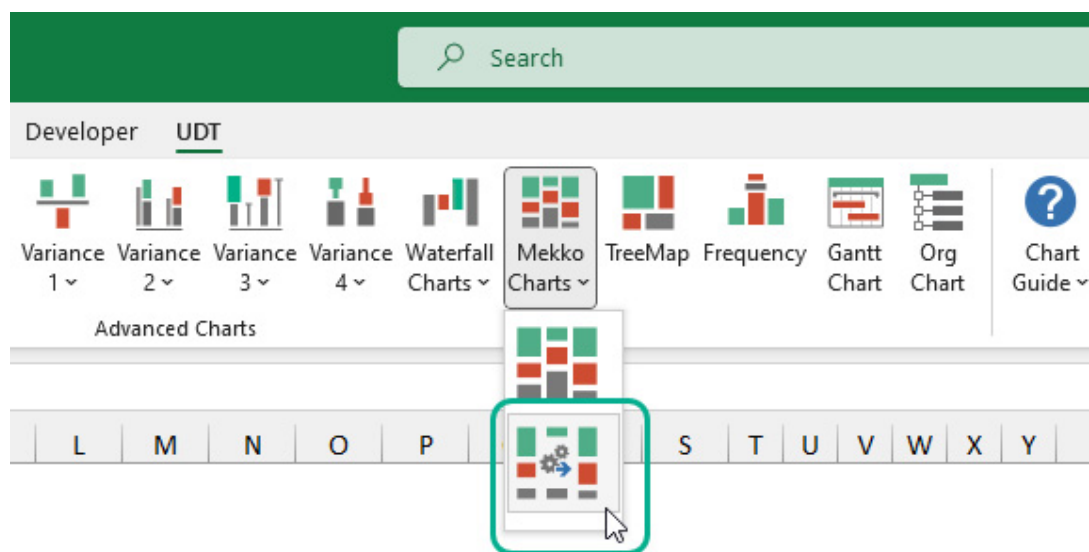 Search
Developer UDT
Variance Variance Variance Variance Waterfall Mekko TreeMap Frequency Gantt Org Chart
1 2 3 4 Charts Charts Chart Chart Guide
Advanced Charts
L M N O P S T U V W X Y